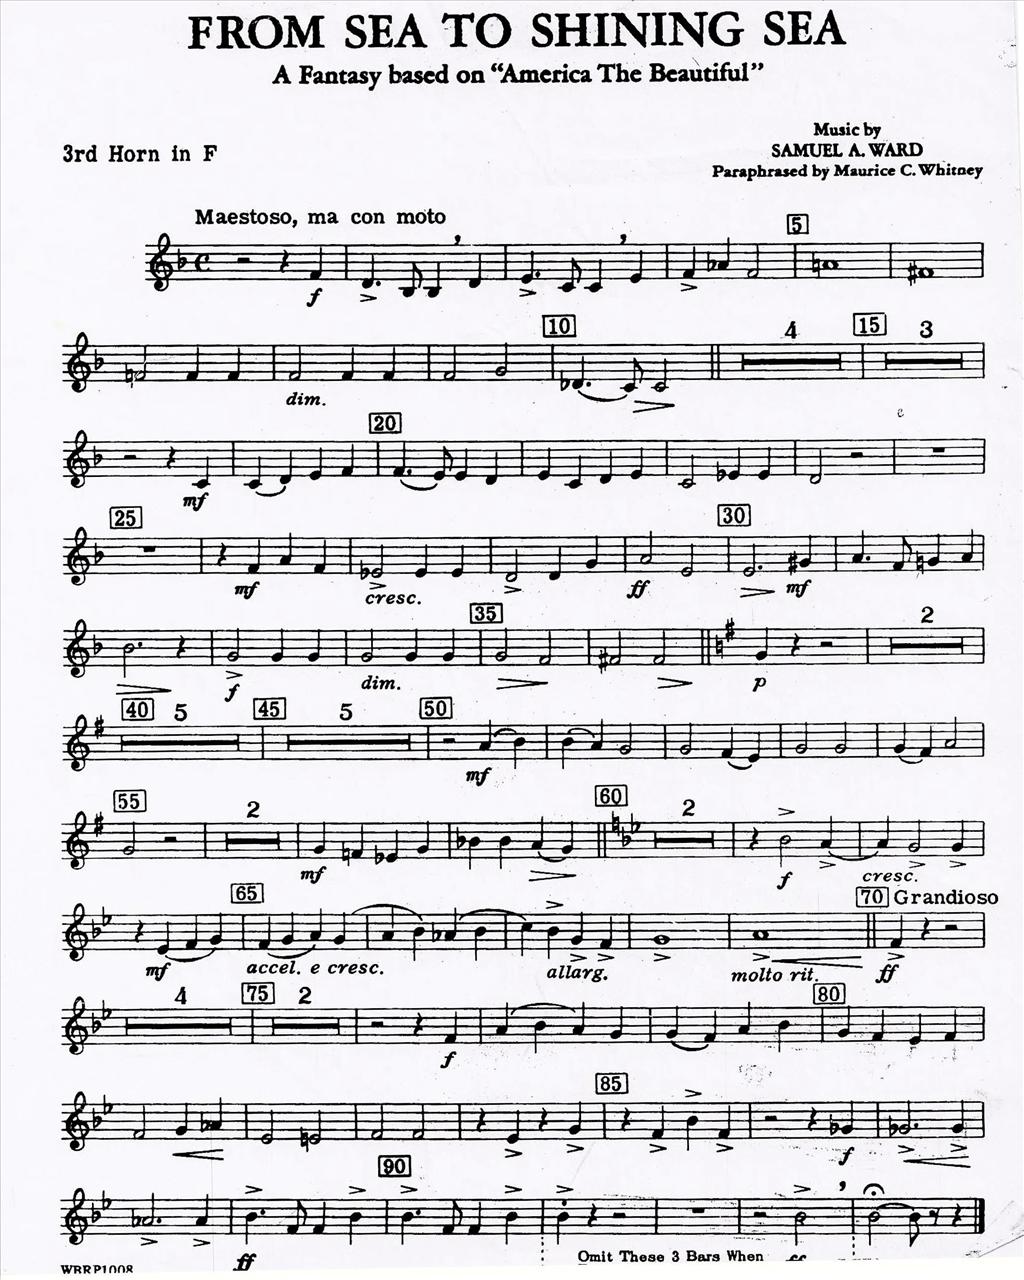 FROM SEA TO SHINING SEA
A Fantasy based on "America The Beautiful"
Music by
3rd Horn in F
SAMUEL A. WARD
Paraphrased by Maurice C. Whitney
Maestoso, ma con moto
5
f
10
4
15
3
dim.
20
mf
25
30
mf
cresc.
ff
mf
35
2
f
dim.
p
40
5
45
5
50
mf
55
2
60
2
mf
f
cresc.
65
70 Grandioso
mf
accel. e cresc.
allarg.
molto rit.
ff
4
75
2
80
f
85
f
90
ff
Omit These 3 Bars When
WBRP1008